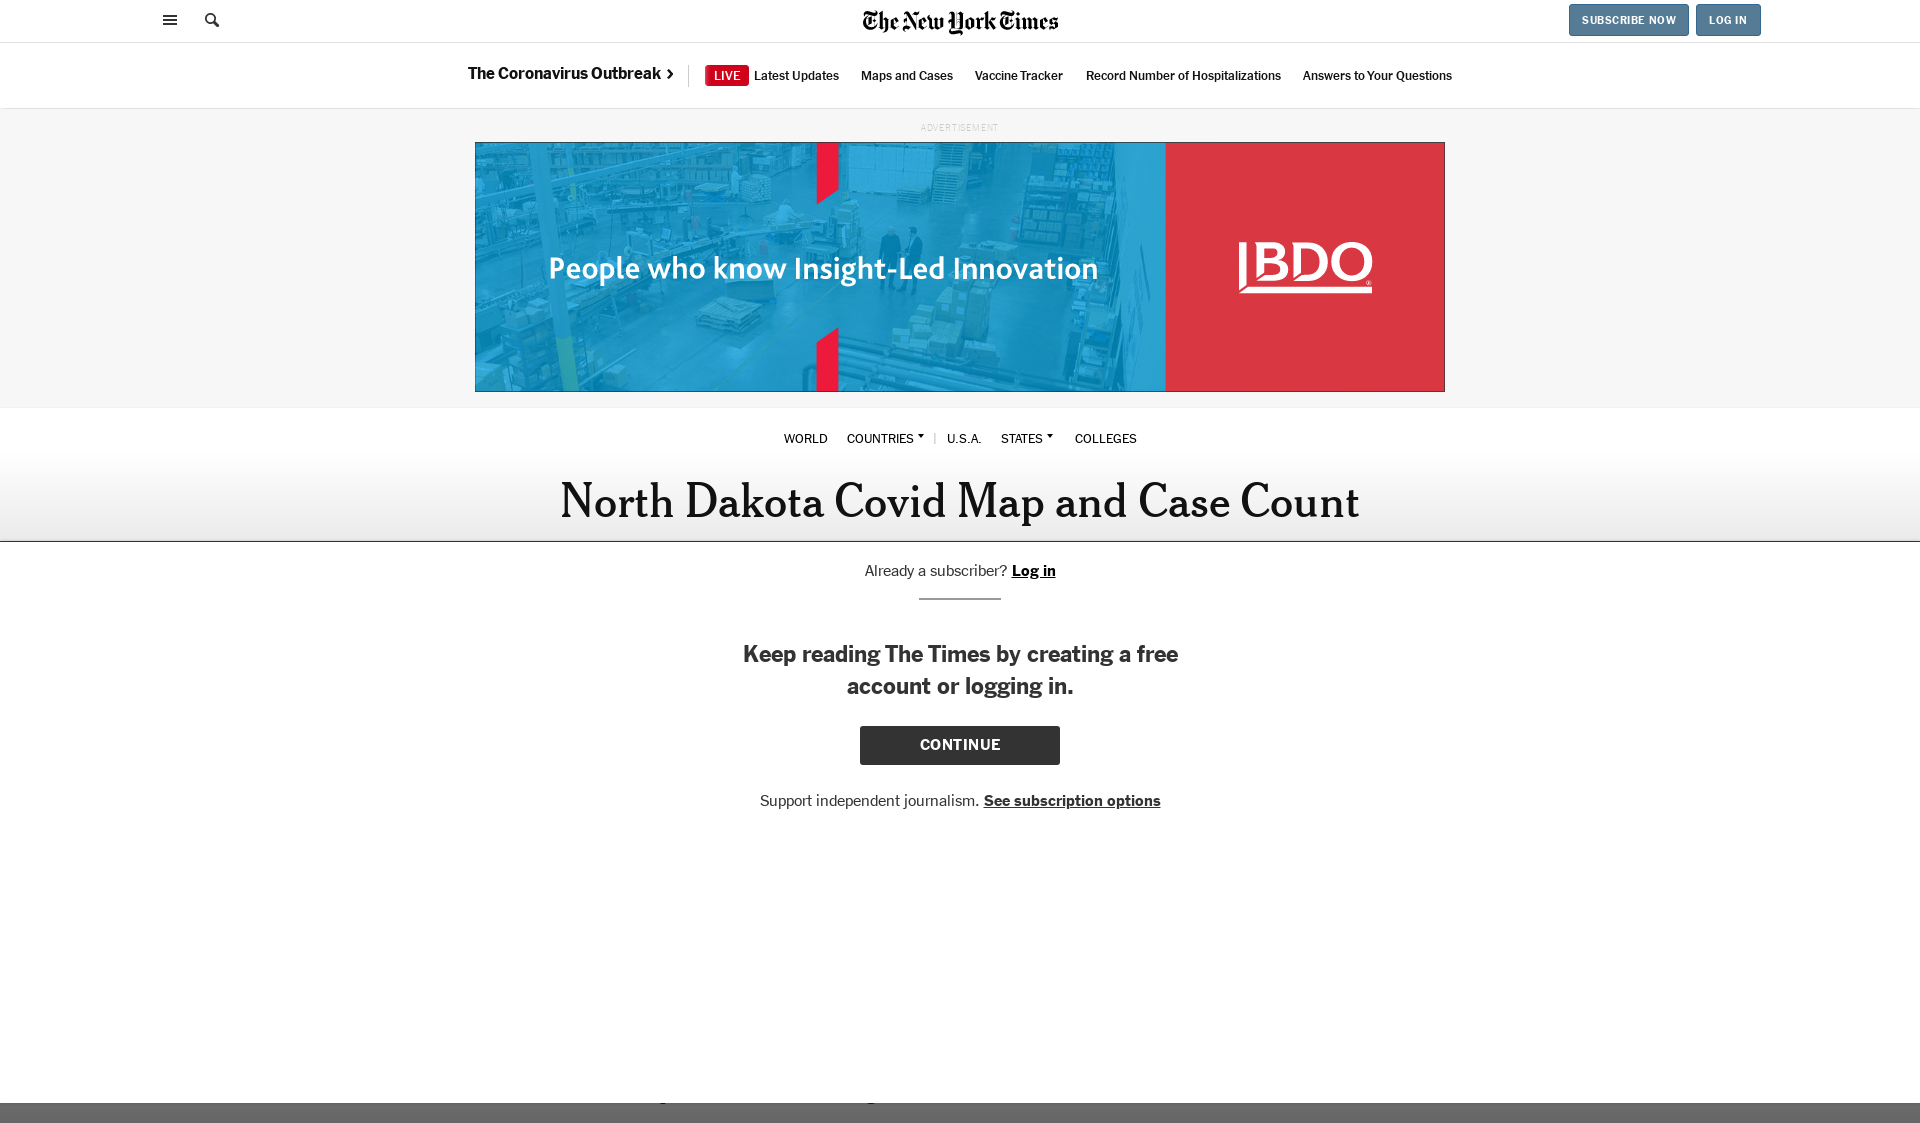 The New York Times
SUBSCRIBE NOW
LOG IN
The Coronavirus Outbreak
LIVE Latest Updates
Maps and Cases
Vaccine Tracker
Record Number of Hospitalizations
Answers to Your Questions
ADVERTISEMENT
People who know Insight-Led Innovation
BDO
®
WORLD
COUNTRIES
U.S.A.
STATES
COLLEGES
North Dakota Covid Map and Case Count
Already a subscriber? Log in
Keep reading The Times by creating a free
account or logging in.
CONTINUE
Support independent journalism. See subscription options